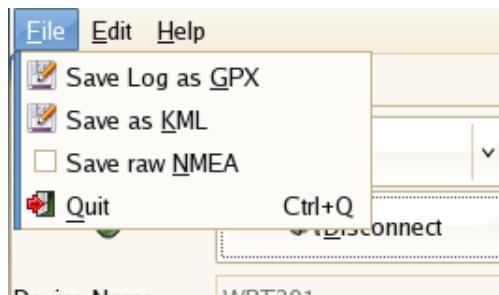 File Edit Help
Save Log as GPX
Save as KML
Save raw NMEA
Quit Ctrl+Q
Disconnect